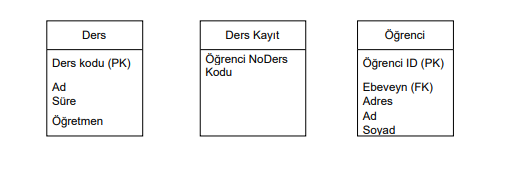 Ders
Ders kodu (PK)
Ad
Süre
Öğretmen
Ders Kayıt
Öğrenci NoDers
Kodu
Öğrenci
Öğrenci ID (PK)
Ebeveyn (FK)
Adres
Ad
Soyad